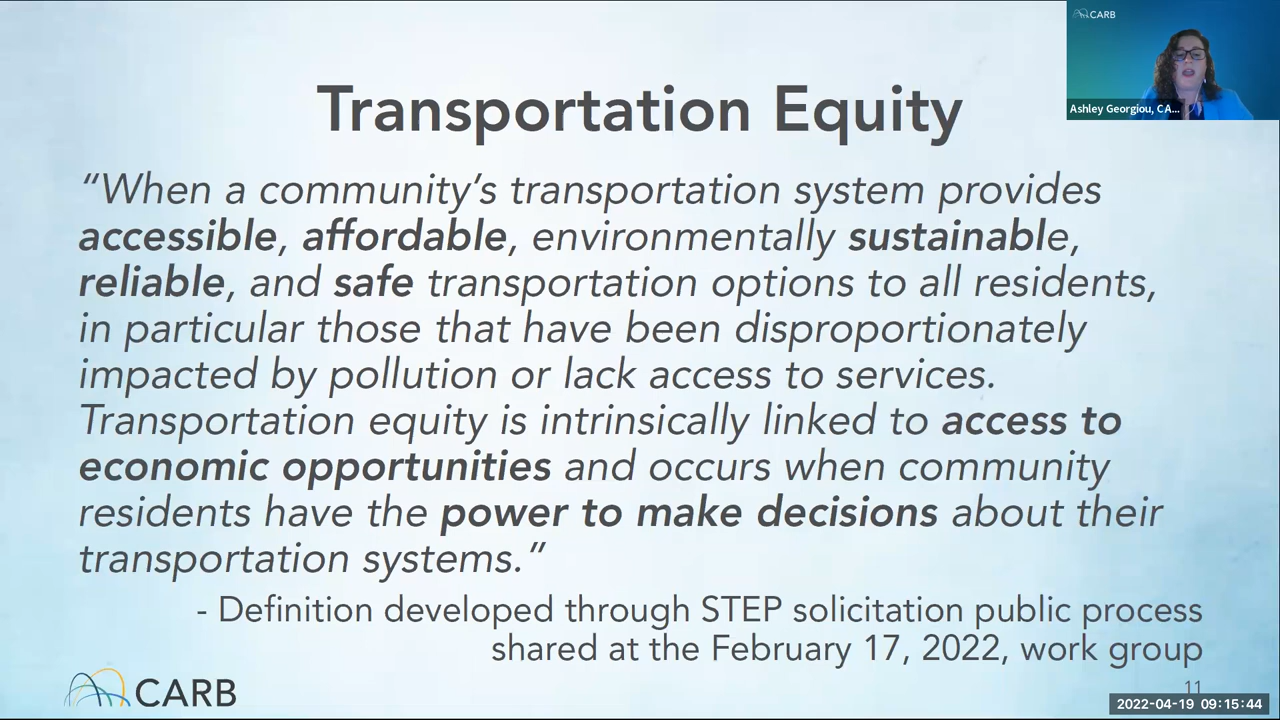 CARB
Ashley Georgiou, CA...
Transportation Equity
“When a community’s transportation system provides
accessible, affordable, environmentally sustainable,
reliable, and safe transportation options to all residents,
in particular those that have been disproportionately
impacted by pollution or lack access to services.
Transportation equity is intrinsically linked to access to
economic opportunities and occurs when community
residents have the power to make decisions about their
transportation systems.”
- Definition developed through STEP solicitation public process
shared at the February 17, 2022, work group
CARB
11
2022-04-19 09:15:44